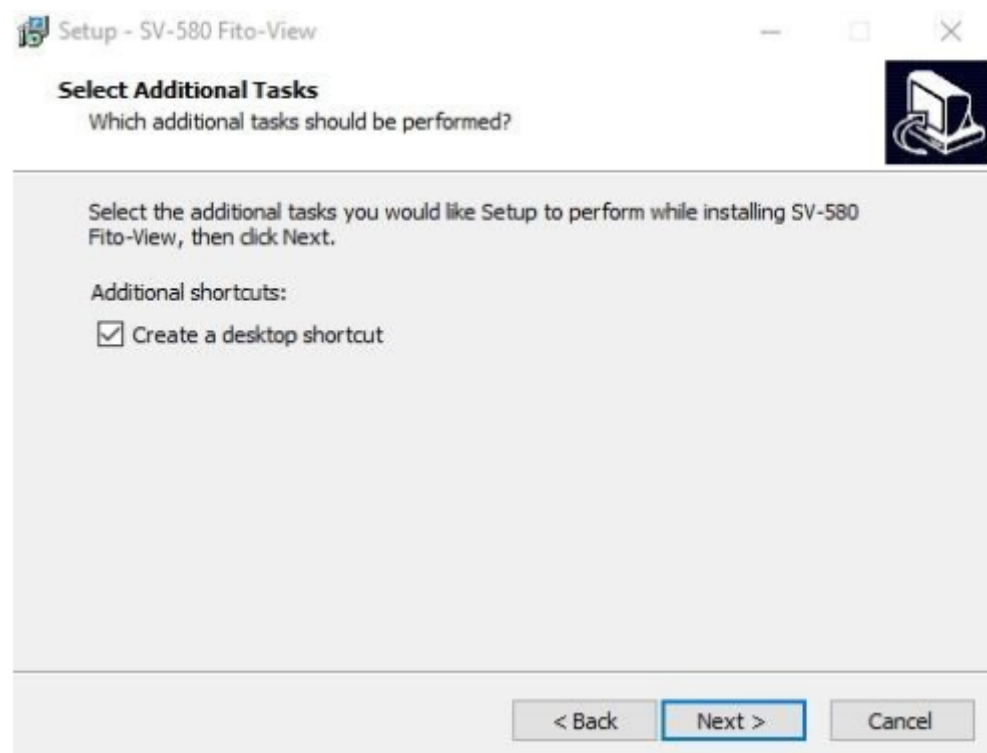 Setup - SV-580 Fito-View
Select Additional Tasks
Which additional tasks should be performed?
Select the additional tasks you would like Setup to perform while installing SV-580
Fito-View, then click Next.
Additional shortcuts:
Create a desktop shortcut
< Back Next > Cancel